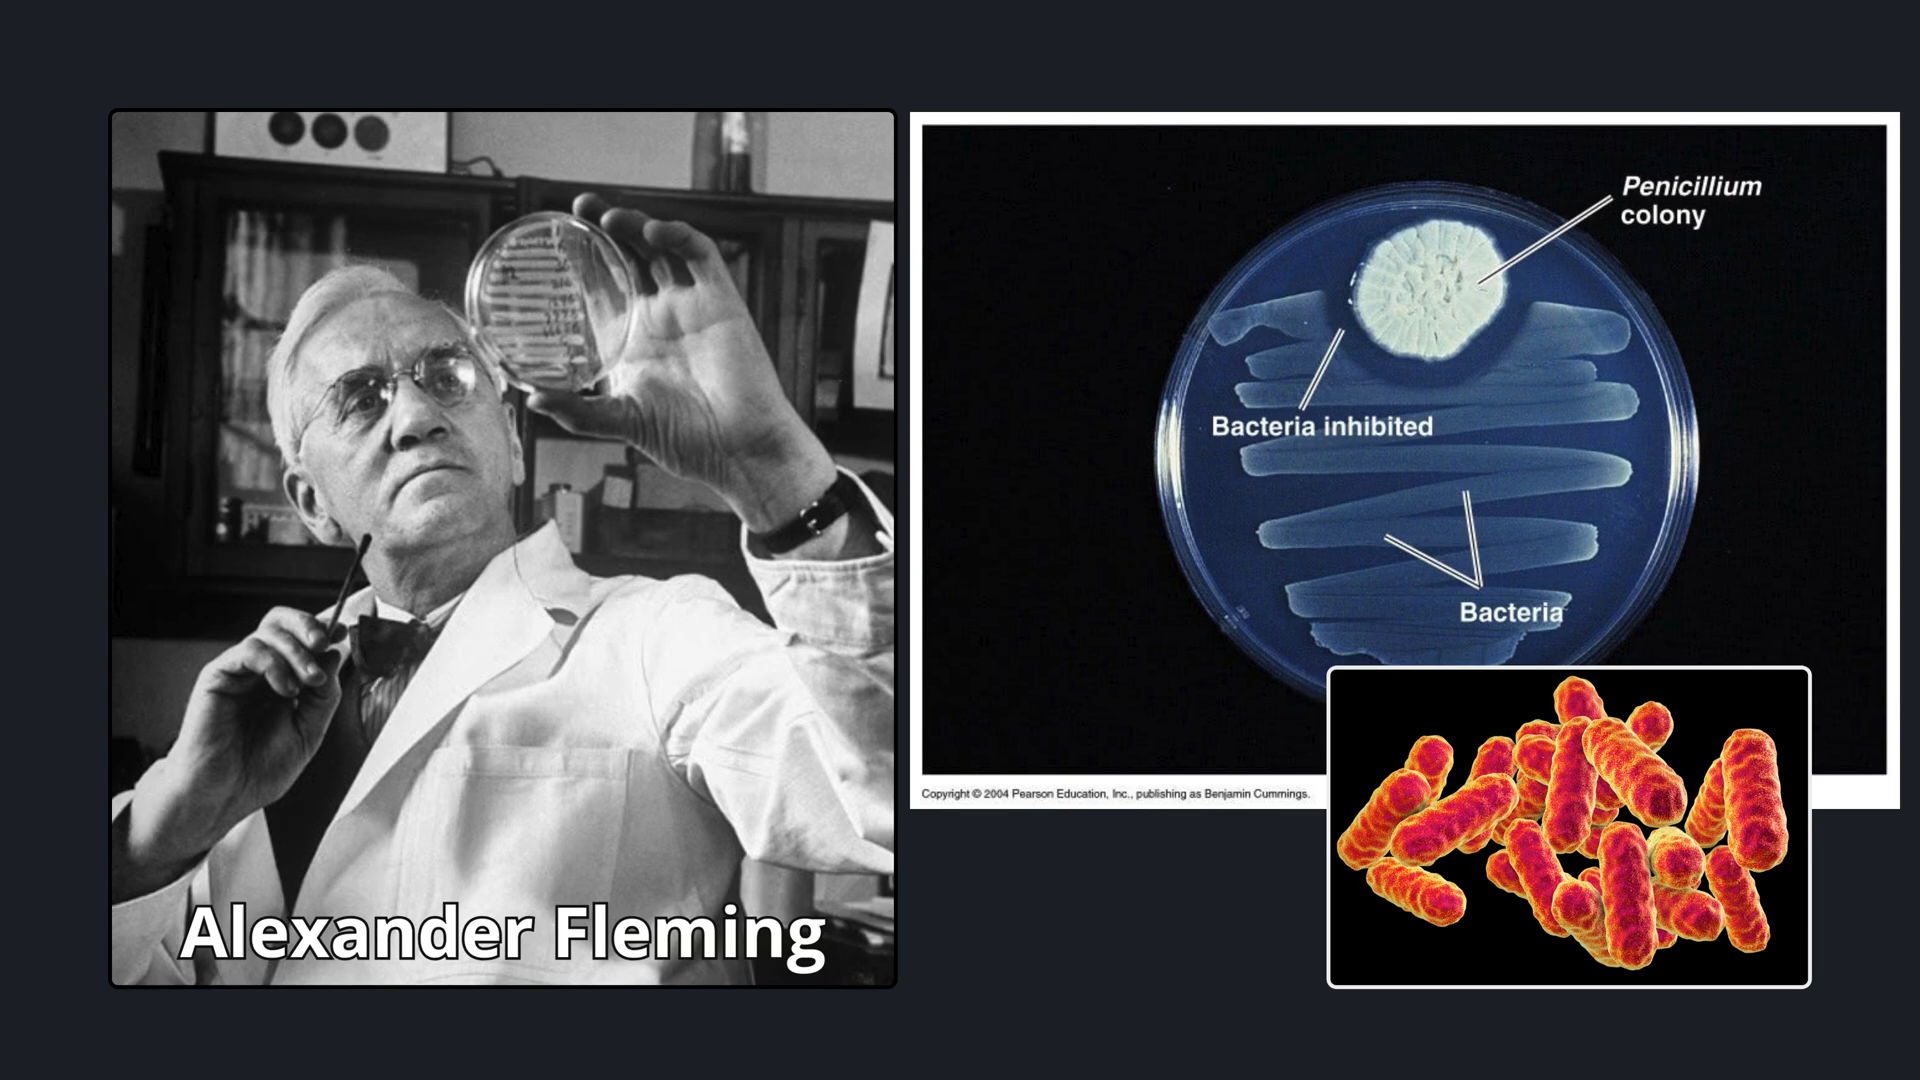 Alexander Fleming
Penicillium
colony
Bacteria inhibited
Bacteria
Copyright © 2004 Pearson Education, Inc., publishing as Benjamin Cummings.